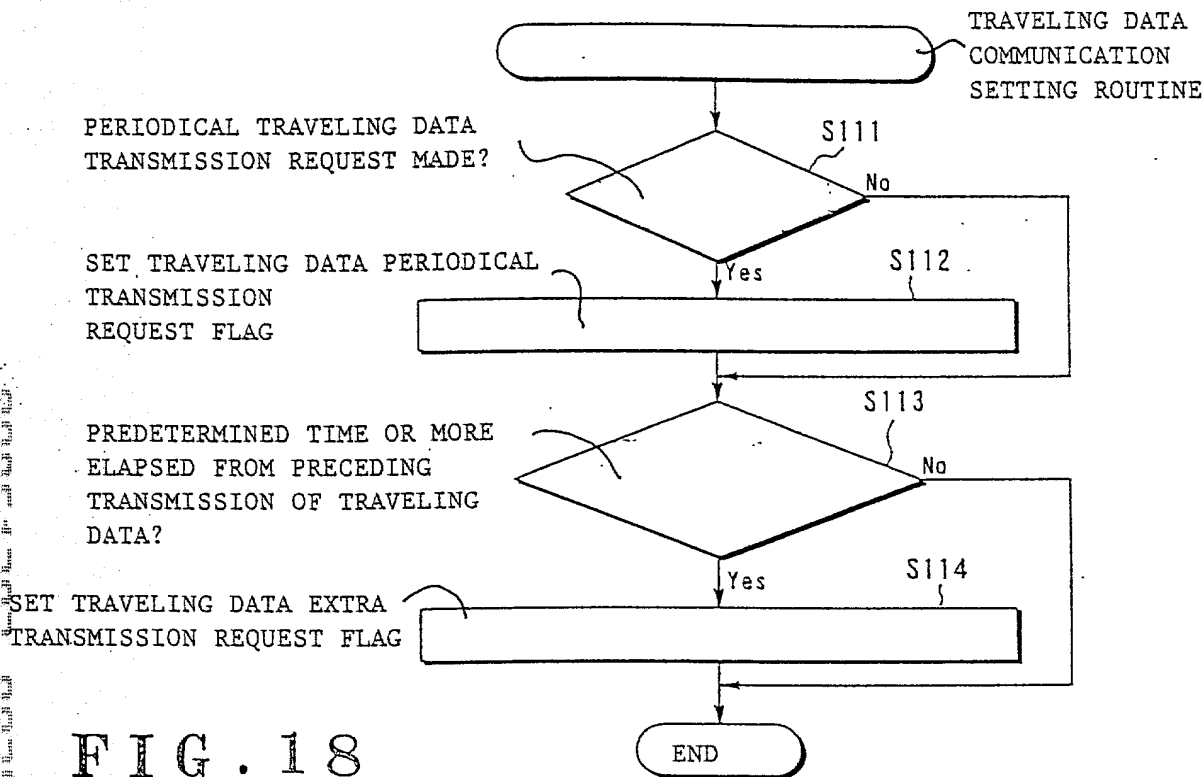 TRAVELING DATA
COMMUNICATION
SETTING ROUTINE
PERIODICAL TRAVELING DATA
TRANSMISSION REQUEST MADE?
S111
No
Yes
SET TRAVELING DATA PERIODICAL
TRANSMISSION
REQUEST FLAG
S112
S113
PREDETERMINED TIME OR MORE
ELAPSED FROM PRECEDING
TRANSMISSION OF TRAVELING
DATA?
No
Yes
S114
SET TRAVELING DATA EXTRA
TRANSMISSION REQUEST FLAG
END
FIG.18